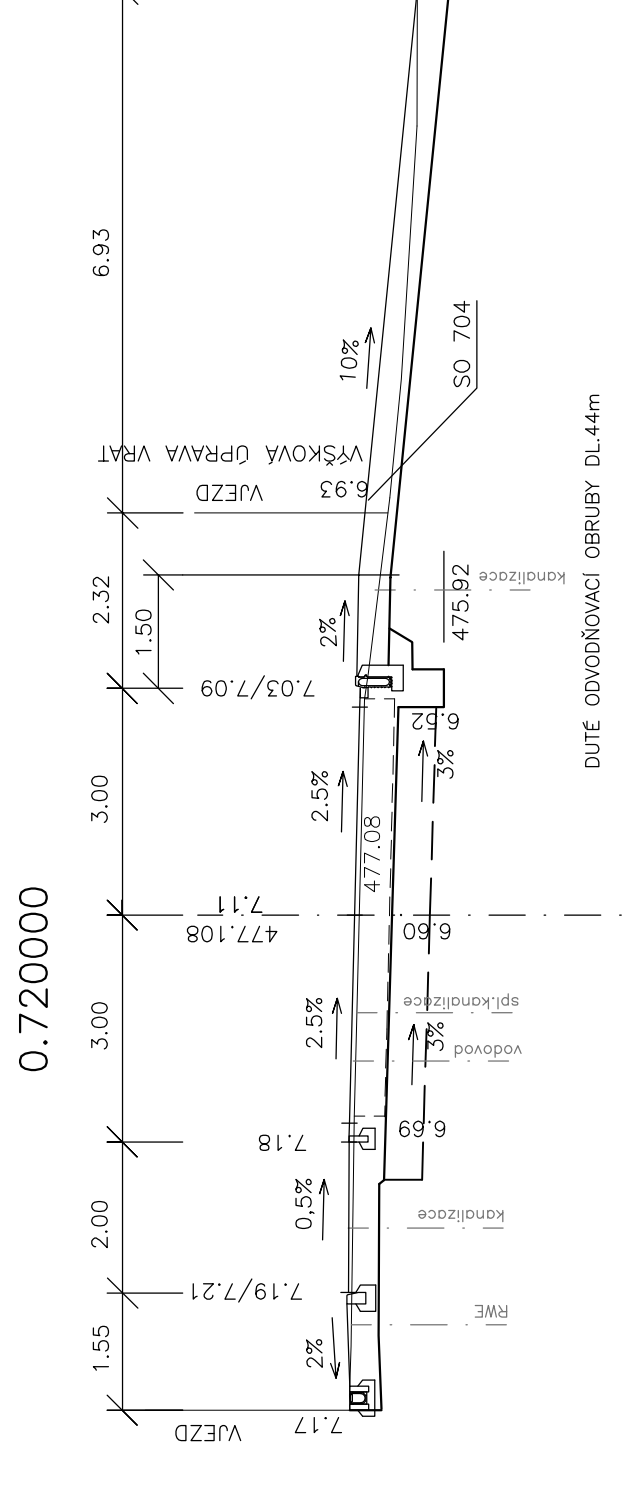 0.720000
1.55
2.00
3.00
3.00
2.32
6.93
1.50
VJEZD
7.17
2%
7.19/7.21
RWE
0,5%
kanalizace
7.18
6.69
2.5%
3%
vodovod
spl.kanalizace
477.108
7.11
6.60
477.08
2.5%
3%
6.52
7.03/7.09
2%
475.92
kanalizace
VJEZD
6.93
VÝŠKOVÁ ÚPRAVA VRAT
10%
SO 704
DUTÉ ODVODŇOVACÍ OBRUBY DL.44m